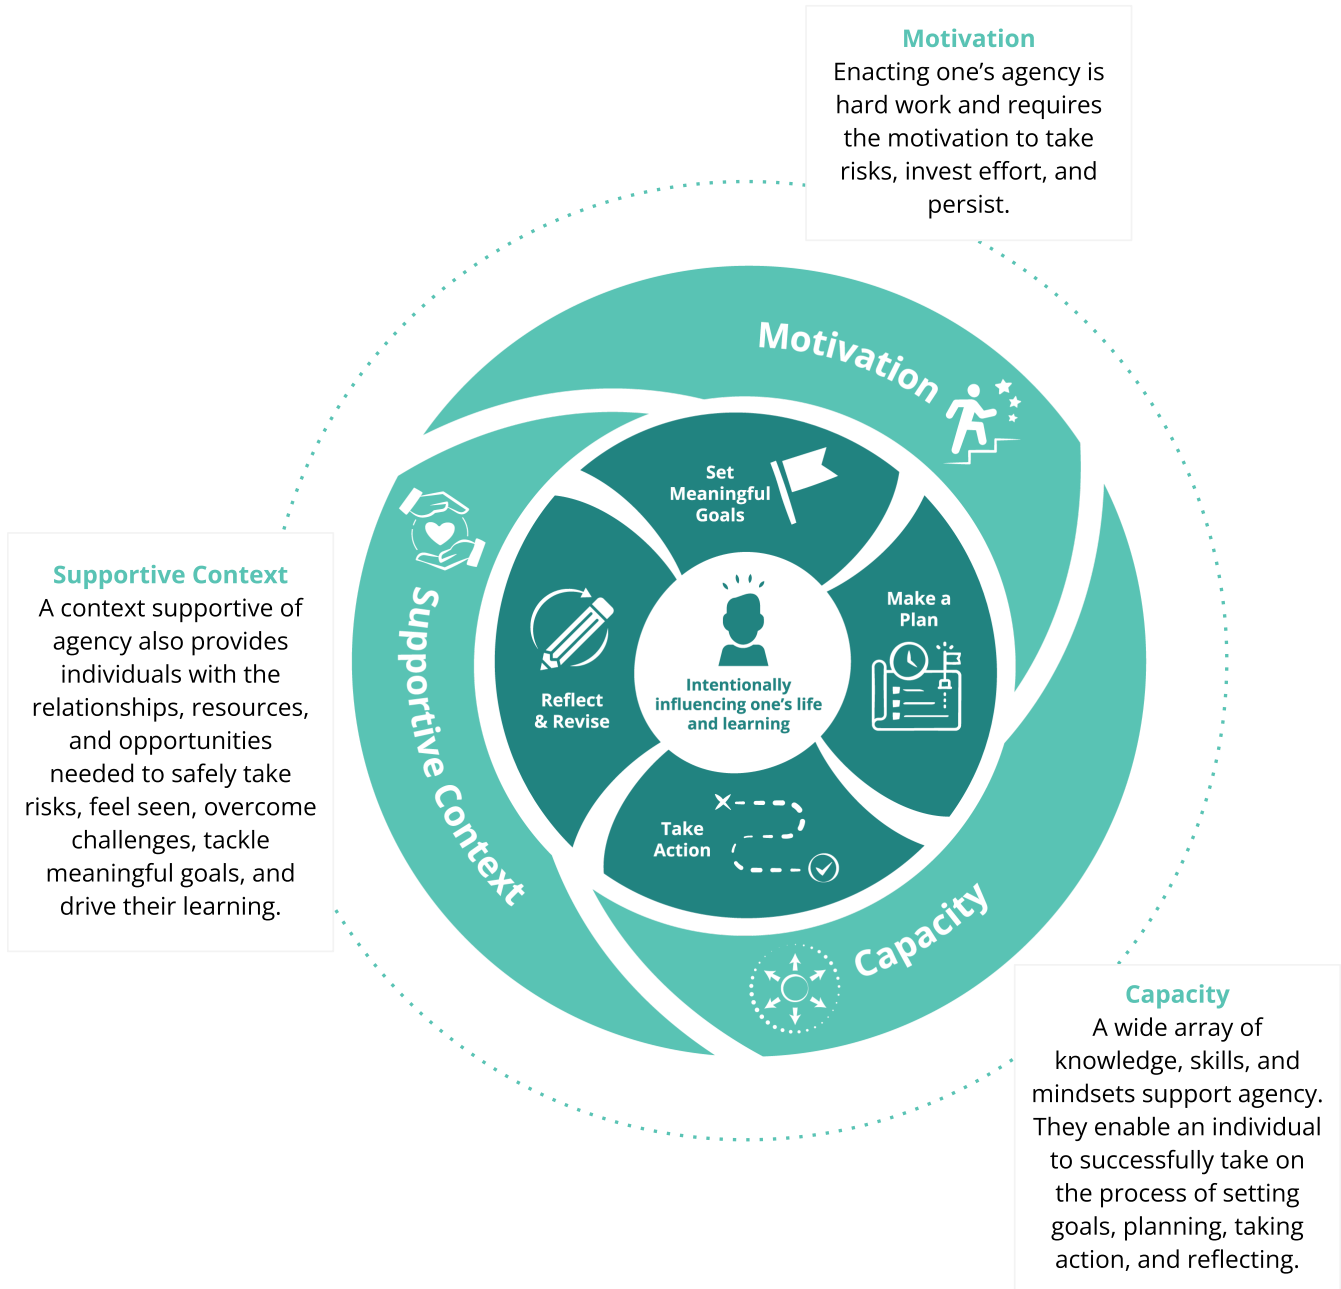 Motivation
Enacting one’s agency is
hard work and requires
the motivation to take
risks, invest effort, and
persist.
Motivation
Set
Meaningful
Goals
Make a
Plan
Intentionally
influencing one’s life
and learning
Reflect
& Revise
Take
Action
Supportive Context
Capacity
Supportive Context
A context supportive of
agency also provides
individuals with the
relationships, resources,
and opportunities
needed to safely take
risks, feel seen, overcome
challenges, tackle
meaningful goals, and
drive their learning.
Capacity
A wide array of
knowledge, skills, and
mindsets support agency.
They enable an individual
to successfully take on
the process of setting
goals, planning, taking
action, and reflecting.